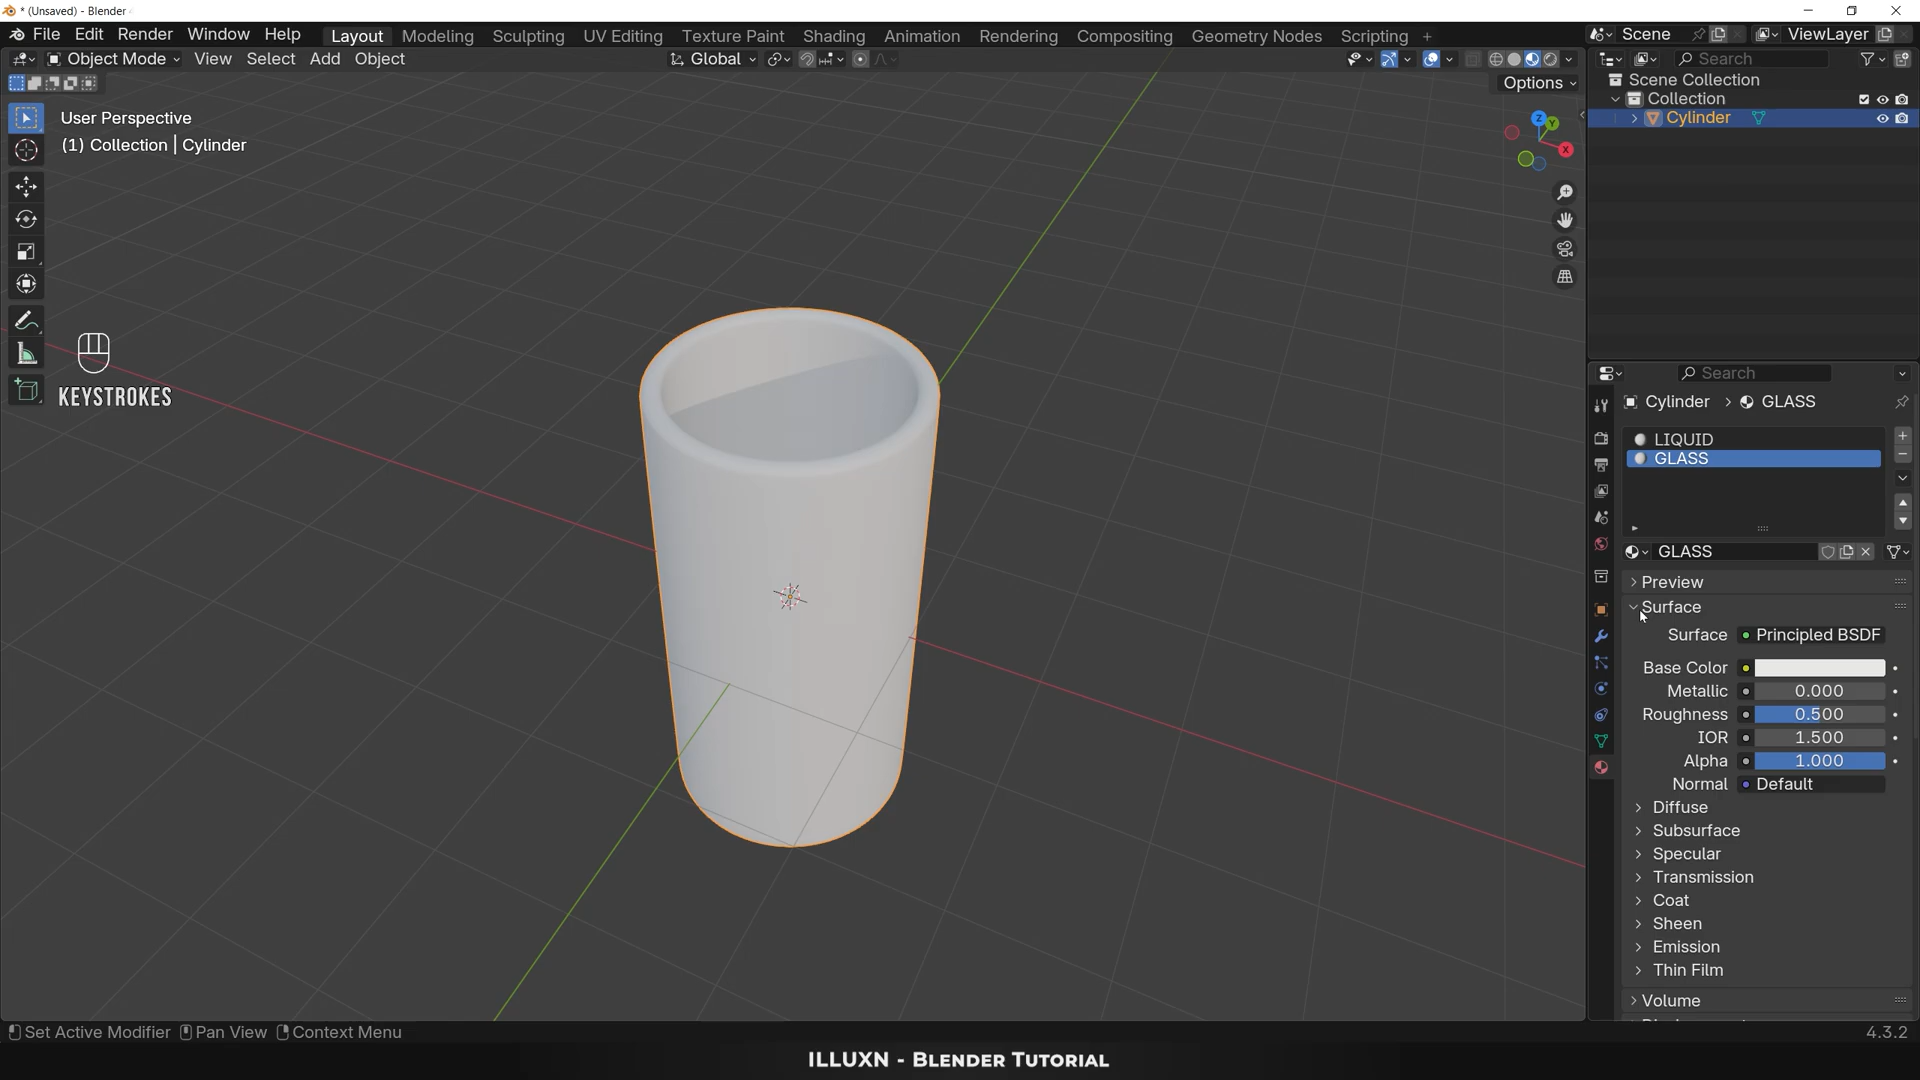 * (Unsaved) - Blender
File Edit Render Window Help Layout Modeling Sculpting UV Editing Texture Paint Shading Animation Rendering Compositing Geometry Nodes Scripting + Scene ViewLayer
Object Mode View Select Add Object Global Search
Options
User Perspective
(1) Collection | Cylinder
Z
Y
X
KEYSTROKES
Scene Collection
Collection
Cylinder
Search
Cylinder > GLASS
LIQUID
GLASS
GLASS
Preview
Surface
Surface Principled BSDF
Base Color
Metallic 0.000
Roughness 0.500
IOR 1.500
Alpha 1.000
Normal Default
Diffuse
Subsurface
Specular
Transmission
Coat
Sheen
Emission
Thin Film
Volume
Set Active Modifier Pan View Context Menu 4.3.2
ILLUXN - Blender Tutorial